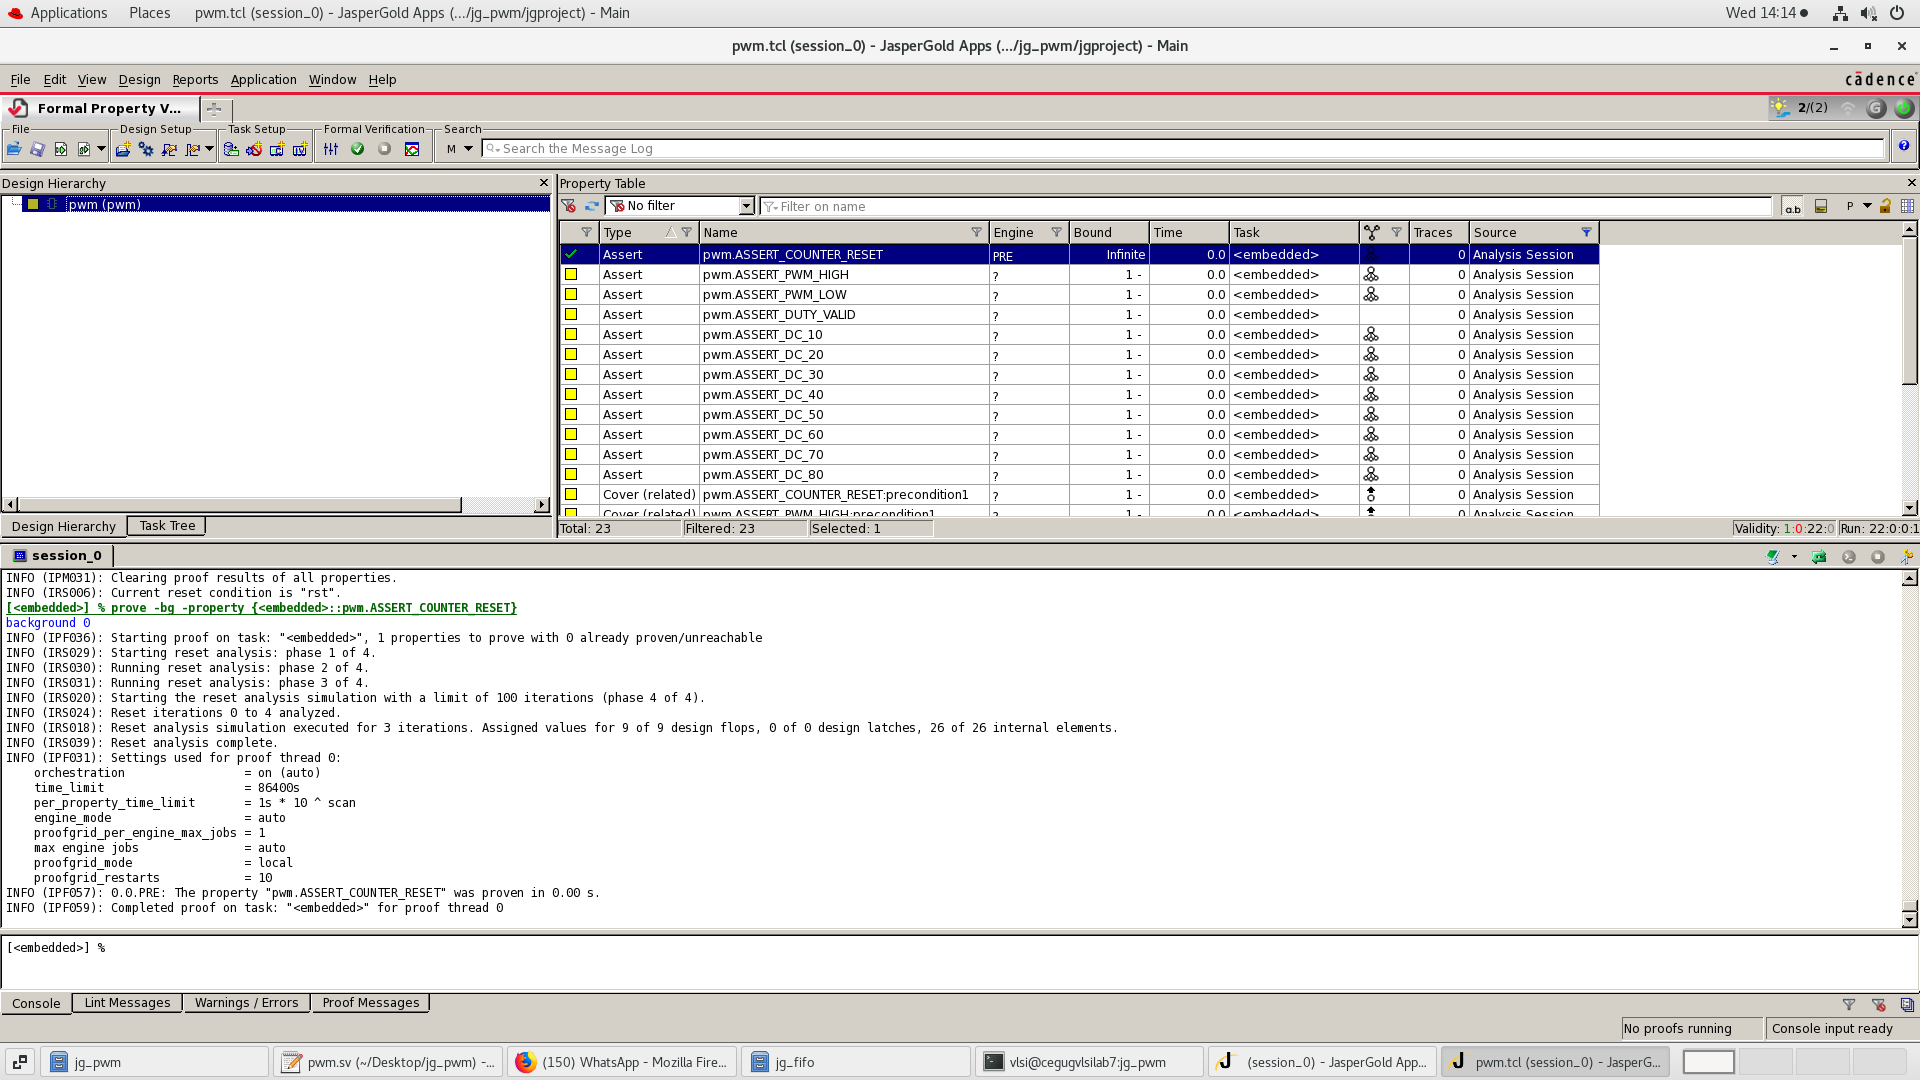 Applications Places pwm.tcl (session_0) - JasperGold Apps (.../jg_pwm/jgproject) - Main Wed 14:14
pwm.tcl (session_0) - JasperGold Apps (.../jg_pwm/jgproject) - Main
File Edit View Design Reports Application Window Help cādence
Formal Property V... 2/(2) G
File Design Setup Task Setup Formal Verification Search
M Search the Message Log
Design Hierarchy
pwm (pwm)
Design Hierarchy Task Tree
Property Table
No filter Filter on name a.b P
Type Name Engine Bound Time Task Traces Source
Assert pwm.ASSERT_COUNTER_RESET PRE Infinite 0.0 <embedded> 0 Analysis Session
Assert pwm.ASSERT_PWM_HIGH ? 1 - 0.0 <embedded> 0 Analysis Session
Assert pwm.ASSERT_PWM_LOW ? 1 - 0.0 <embedded> 0 Analysis Session
Assert pwm.ASSERT_DUTY_VALID ? 1 - 0.0 <embedded> 0 Analysis Session
Assert pwm.ASSERT_DC_10 ? 1 - 0.0 <embedded> 0 Analysis Session
Assert pwm.ASSERT_DC_20 ? 1 - 0.0 <embedded> 0 Analysis Session
Assert pwm.ASSERT_DC_30 ? 1 - 0.0 <embedded> 0 Analysis Session
Assert pwm.ASSERT_DC_40 ? 1 - 0.0 <embedded> 0 Analysis Session
Assert pwm.ASSERT_DC_50 ? 1 - 0.0 <embedded> 0 Analysis Session
Assert pwm.ASSERT_DC_60 ? 1 - 0.0 <embedded> 0 Analysis Session
Assert pwm.ASSERT_DC_70 ? 1 - 0.0 <embedded> 0 Analysis Session
Assert pwm.ASSERT_DC_80 ? 1 - 0.0 <embedded> 0 Analysis Session
Cover (related) pwm.ASSERT_COUNTER_RESET:precondition1 ? 1 - 0.0 <embedded> 0 Analysis Session
Cover (related) pwm.ASSERT_PWM_HIGH:precondition1 ? 1 - 0.0 <embedded> 0 Analysis Session
Total: 23 Filtered: 23 Selected: 1 Validity: 1:0:22:0 Run: 22:0:0:1
session_0
INFO (IPM031): Clearing proof results of all properties.
INFO (IRS006): Current reset condition is "rst".
[<embedded>] % prove -bg -property {<embedded>::pwm.ASSERT_COUNTER_RESET}
background 0
INFO (IPF036): Starting proof on task: "<embedded>", 1 properties to prove with 0 already proven/unreachable
INFO (IRS029): Starting reset analysis: phase 1 of 4.
INFO (IRS030): Running reset analysis: phase 2 of 4.
INFO (IRS031): Running reset analysis: phase 3 of 4.
INFO (IRS020): Starting the reset analysis simulation with a limit of 100 iterations (phase 4 of 4).
INFO (IRS024): Reset iterations 0 to 4 analyzed.
INFO (IRS018): Reset analysis simulation executed for 3 iterations. Assigned values for 9 of 9 design flops, 0 of 0 design latches, 26 of 26 internal elements.
INFO (IRS039): Reset analysis complete.
INFO (IPF031): Settings used for proof thread 0:
orchestration = on (auto)
time_limit = 86400s
per_property_time_limit = 1s * 10 ^ scan
engine_mode = auto
proofgrid_per_engine_max_jobs = 1
max engine jobs = auto
proofgrid_mode = local
proofgrid_restarts = 10
INFO (IPF057): 0.0.PRE: The property "pwm.ASSERT_COUNTER_RESET" was proven in 0.00 s.
INFO (IPF059): Completed proof on task: "<embedded>" for proof thread 0
[<embedded>] %
Console Lint Messages Warnings / Errors Proof Messages
No proofs running Console input ready
jg_pwm pwm.sv (~/Desktop/jg_pwm) -... (150) WhatsApp - Mozilla Fire... jg_fifo vlsi@cegugvlsilab7:jg_pwm (session_0) - JasperGold App... pwm.tcl (session_0) - JasperG...